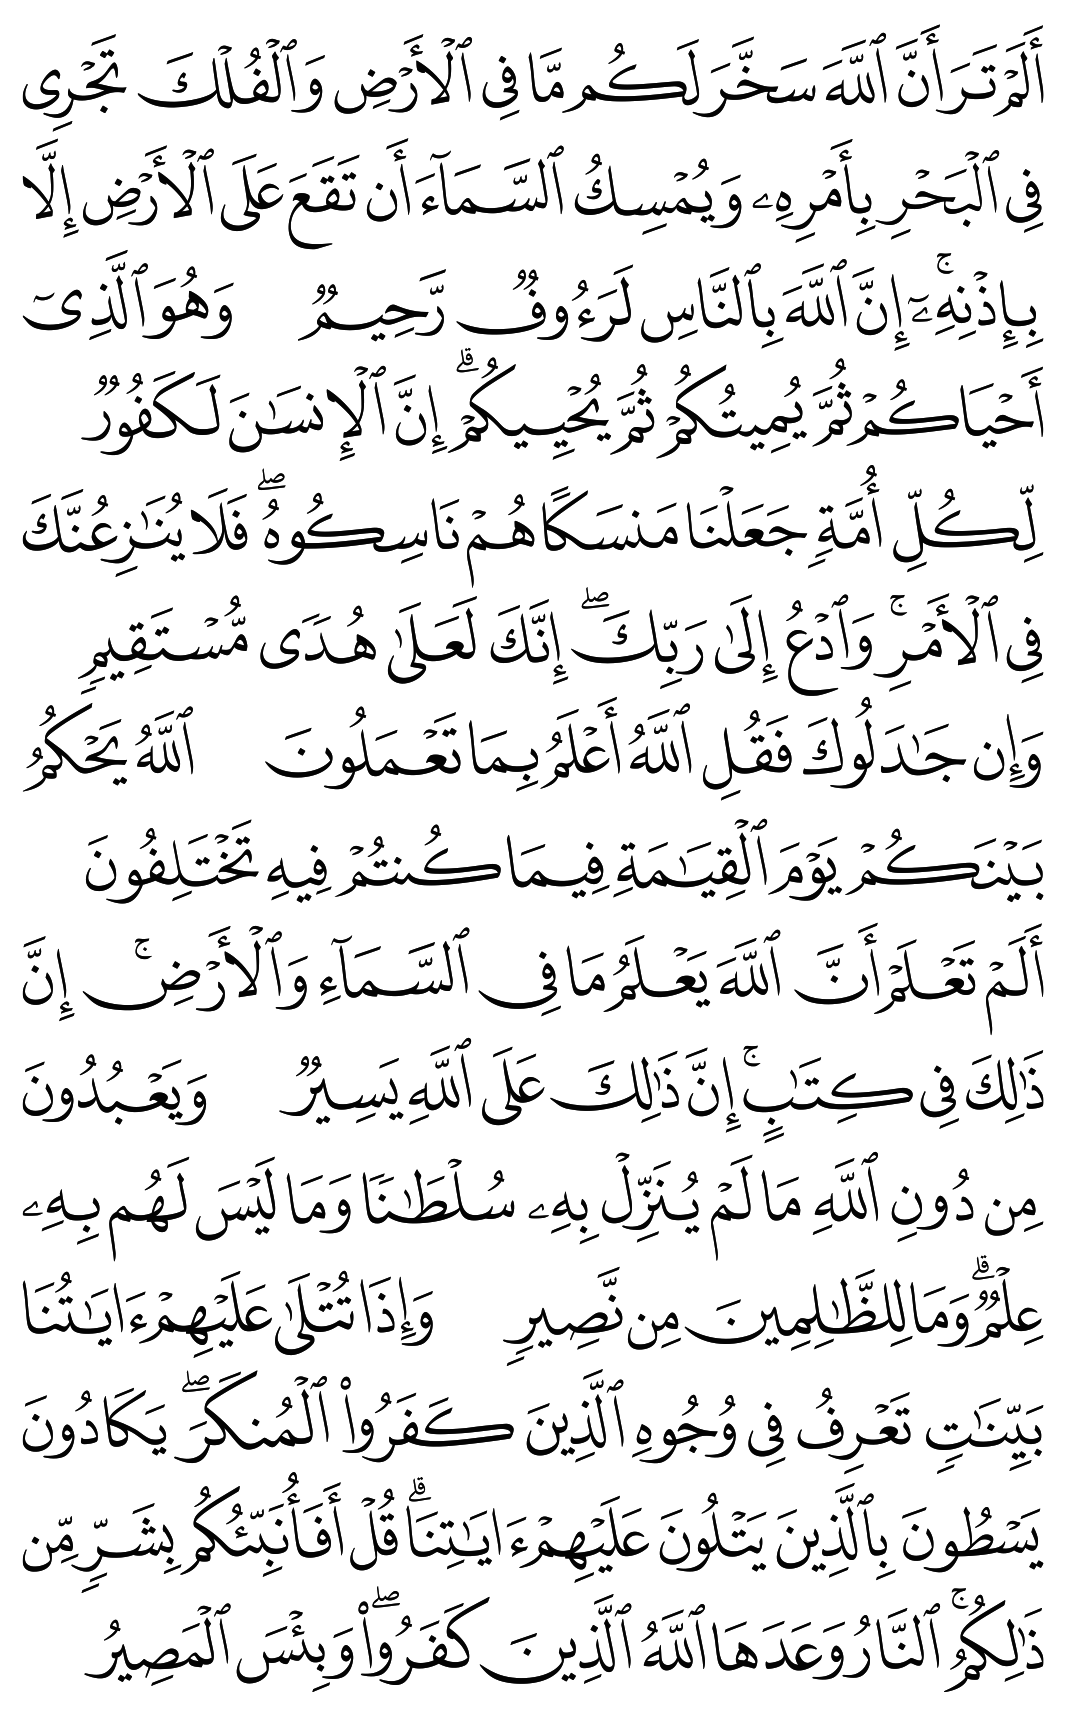 أَلَمْ تَرَ أَنَّ ٱللَّهَ سَخَّرَ لَكُم مَّا فِى ٱلْأَرْضِ وَٱلْفُلْكَ تَجْرِى
فِى ٱلْبَحْرِ بِأَمْرِهِۦ وَيُمْسِكُ ٱلسَّمَآءَ أَن تَقَعَ عَلَى ٱلْأَرْضِ إِلَّا
بِإِذْنِهِۦٓ ۚ إِنَّ ٱللَّهَ بِٱلنَّاسِ لَرَءُوفٌ رَّحِيمٌ وَهُوَ ٱلَّذِىٓ
أَحْيَاكُمْ ثُمَّ يُمِيتُكُمْ ثُمَّ يُحْيِيكُمْ ۗ إِنَّ ٱلْإِنسَـٰنَ لَكَفُورٌ
لِّكُلِّ أُمَّةٍ جَعَلْنَا مَنسَكًا هُمْ نَاسِكُوهُ ۖ فَلَا يُنَـٰزِعُنَّكَ
فِى ٱلْأَمْرِ ۚ وَٱدْعُ إِلَىٰ رَبِّكَ ۖ إِنَّكَ لَعَلَىٰ هُدًى مُّسْتَقِيمٍ
وَإِن جَـٰدَلُوكَ فَقُلِ ٱللَّهُ أَعْلَمُ بِمَا تَعْمَلُونَ ٱللَّهُ يَحْكُمُ
بَيْنَكُمْ يَوْمَ ٱلْقِيَـٰمَةِ فِيمَا كُنتُمْ فِيهِ تَخْتَلِفُونَ
أَلَمْ تَعْلَمْ أَنَّ ٱللَّهَ يَعْلَمُ مَا فِى ٱلسَّمَآءِ وَٱلْأَرْضِ ۚ إِنَّ
ذَٰلِكَ فِى كِتَـٰبٍ ۚ إِنَّ ذَٰلِكَ عَلَى ٱللَّهِ يَسِيرٌ وَيَعْبُدُونَ
مِن دُونِ ٱللَّهِ مَا لَمْ يُنَزِّلْ بِهِۦ سُلْطَـٰنًا وَمَا لَيْسَ لَهُم بِهِۦ
عِلْمٌ ۗ وَمَا لِلظَّـٰلِمِينَ مِن نَّصِيرٍ وَإِذَا تُتْلَىٰ عَلَيْهِمْ ءَايَـٰتُنَا
بَيِّنَـٰتٍ تَعْرِفُ فِى وُجُوهِ ٱلَّذِينَ كَفَرُوا۟ ٱلْمُنكَرَ ۖ يَكَادُونَ
يَسْطُونَ بِٱلَّذِينَ يَتْلُونَ عَلَيْهِمْ ءَايَـٰتِنَا ۗ قُلْ أَفَأُنَبِّئُكُم بِشَرٍّ مِّن
ذَٰلِكُمُ ۚ ٱلنَّارُ وَعَدَهَا ٱللَّهُ ٱلَّذِينَ كَفَرُوا۟ ۖ وَبِئْسَ ٱلْمَصِيرُ